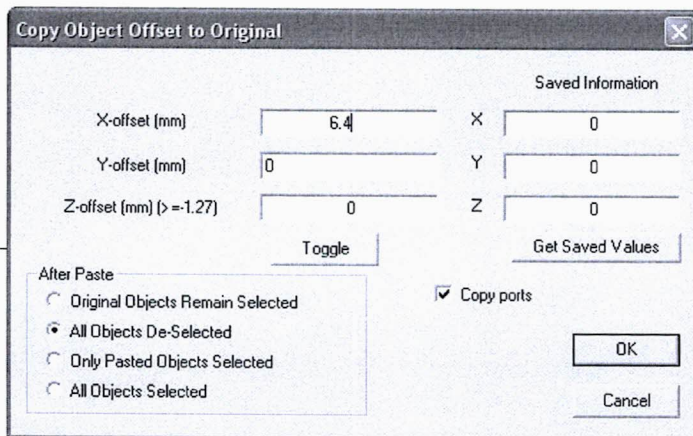 Copy Object Offset to Original
Saved Information
X-offset (mm) 6.4 X 0
Y-offset (mm) 0 Y 0
Z-offset (mm) (>=-1.27) 0 Z 0
Toggle Get Saved Values
After Paste
Original Objects Remain Selected
Copy ports
All Objects De-Selected
Only Pasted Objects Selected
OK
All Objects Selected
Cancel